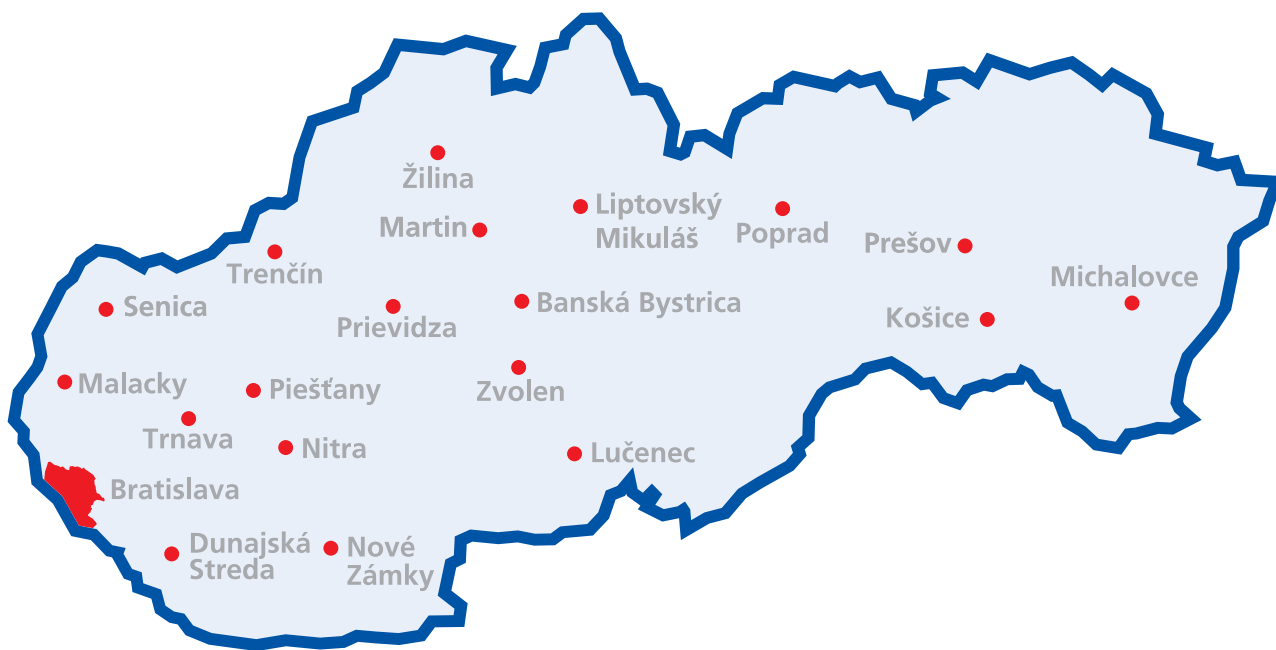 Žilina
Martin
Liptovský
Mikuláš
Poprad
Prešov
Michalovce
Trenčín
Senica
Prievidza
Banská Bystrica
Košice
Malacky
Piešťany
Zvolen
Trnava
Nitra
Lučenec
Bratislava
Dunajská
Streda
Nové
Zámky